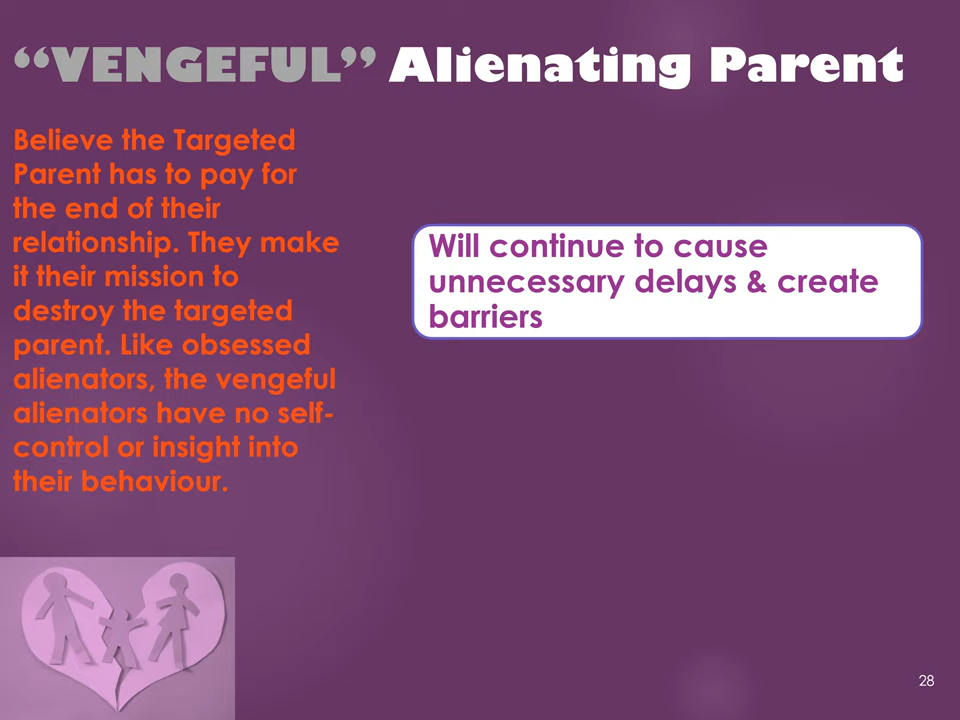 “VENGEFUL” Alienating Parent
Believe the Targeted
Parent has to pay for
the end of their
relationship. They make
it their mission to
destroy the targeted
parent. Like obsessed
alienators, the vengeful
alienators have no self-
control or insight into
their behaviour.
Will continue to cause
unnecessary delays & create
barriers
28